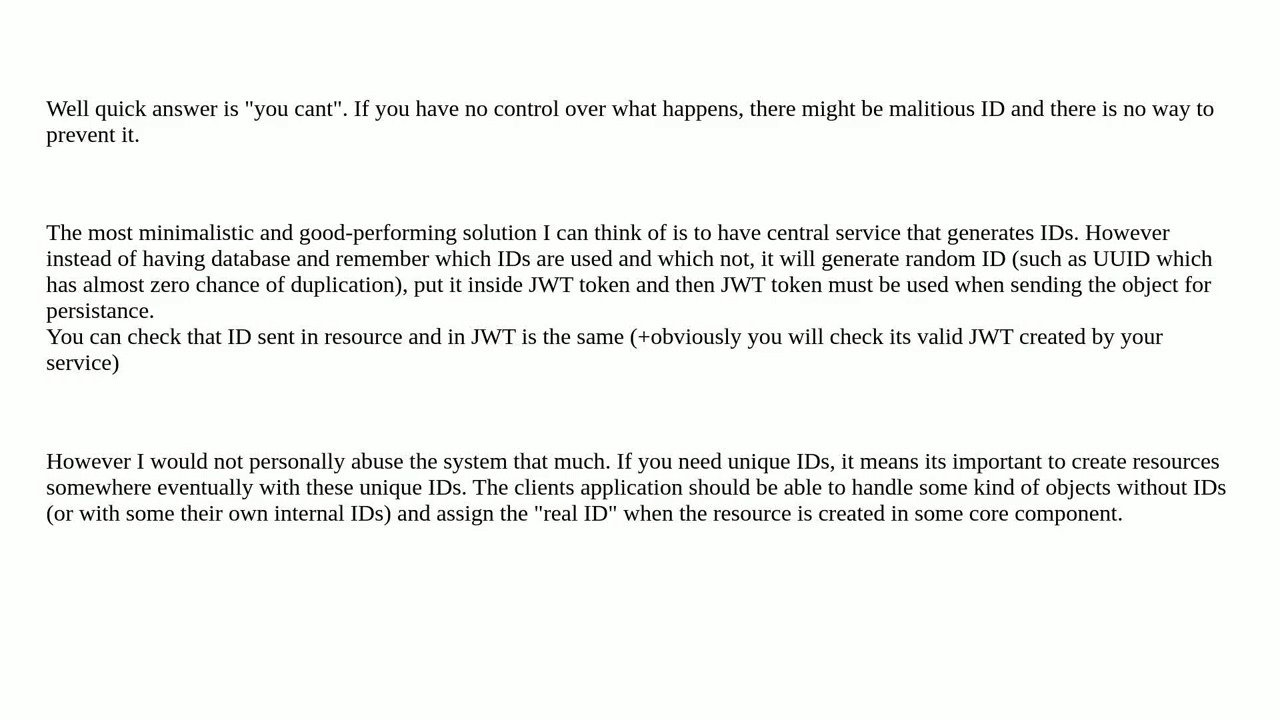 Well quick answer is "you cant". If you have no control over what happens, there might be malitious ID and there is no way to
prevent it.
The most minimalistic and good-performing solution I can think of is to have central service that generates IDs. However
instead of having database and remember which IDs are used and which not, it will generate random ID (such as UUID which
has almost zero chance of duplication), put it inside JWT token and then JWT token must be used when sending the object for
persistance.
You can check that ID sent in resource and in JWT is the same (+obviously you will check its valid JWT created by your
service)
However I would not personally abuse the system that much. If you need unique IDs, it means its important to create resources
somewhere eventually with these unique IDs. The clients application should be able to handle some kind of objects without IDs
(or with some their own internal IDs) and assign the "real ID" when the resource is created in some core component.